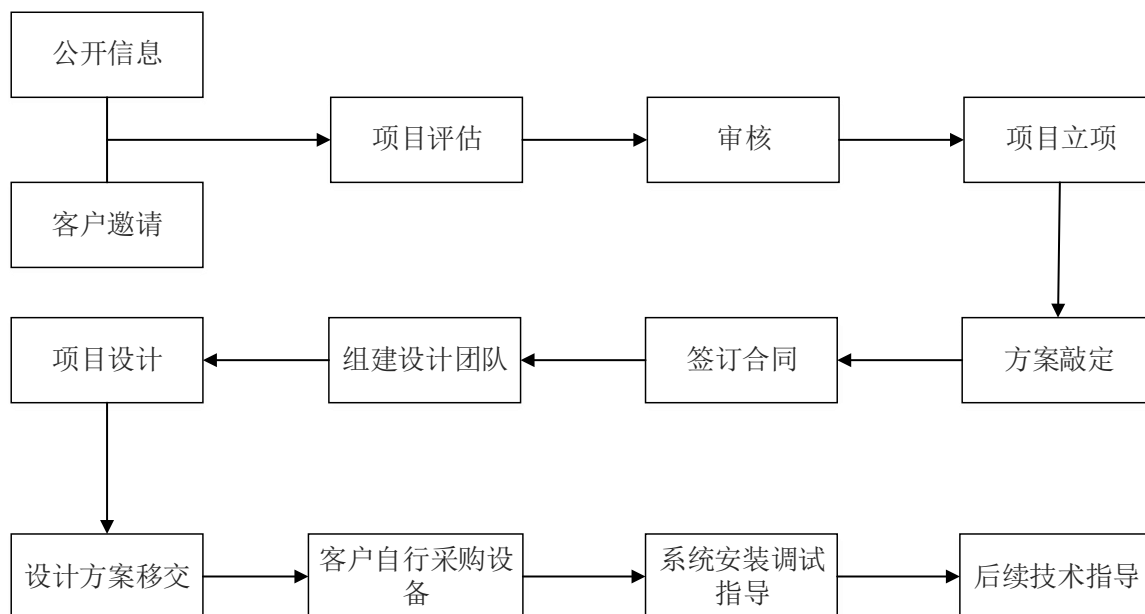 公开信息
客户邀请
项目评估
审核
项目立项
方案敲定
签订合同
组建设计团队
项目设计
设计方案移交
客户自行采购设
备
系统安装调试
指导
后续技术指导